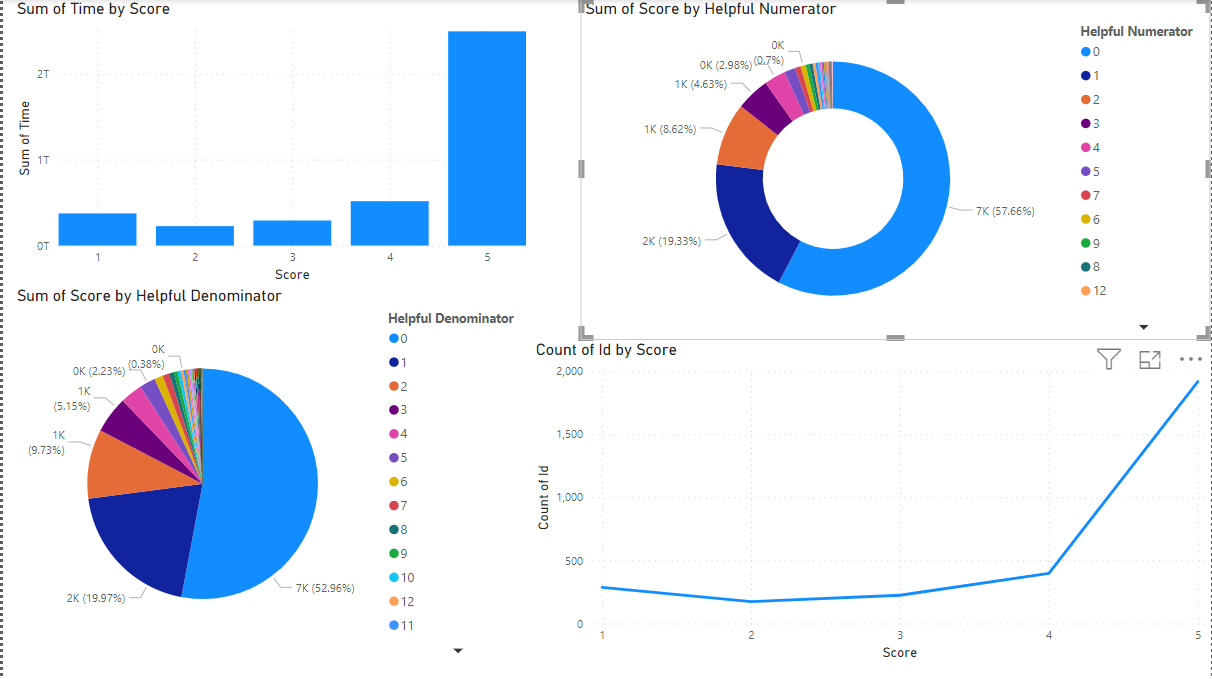 Sum of Time by Score
Sum of Time
2T
1T
0T
1 2 3 4 5
Score
Sum of Score by Helpful Numerator
0K
(0.7%)
0K (2.98%)
1K (4.63%)
1K (8.62%)
2K (19.33%)
7K (57.66%)
Helpful Numerator
0
1
2
3
4
5
7
6
9
8
12
Sum of Score by Helpful Denominator
0K
(0.38%)
0K (2.23%)
1K
(5.15%)
1K
(9.73%)
2K (19.97%)
7K (52.96%)
Helpful Denominator
0
1
2
3
4
5
6
7
8
9
10
12
11
Count of Id by Score
Count of Id
2,000
1,500
1,000
500
0
1 2 3 4 5
Score